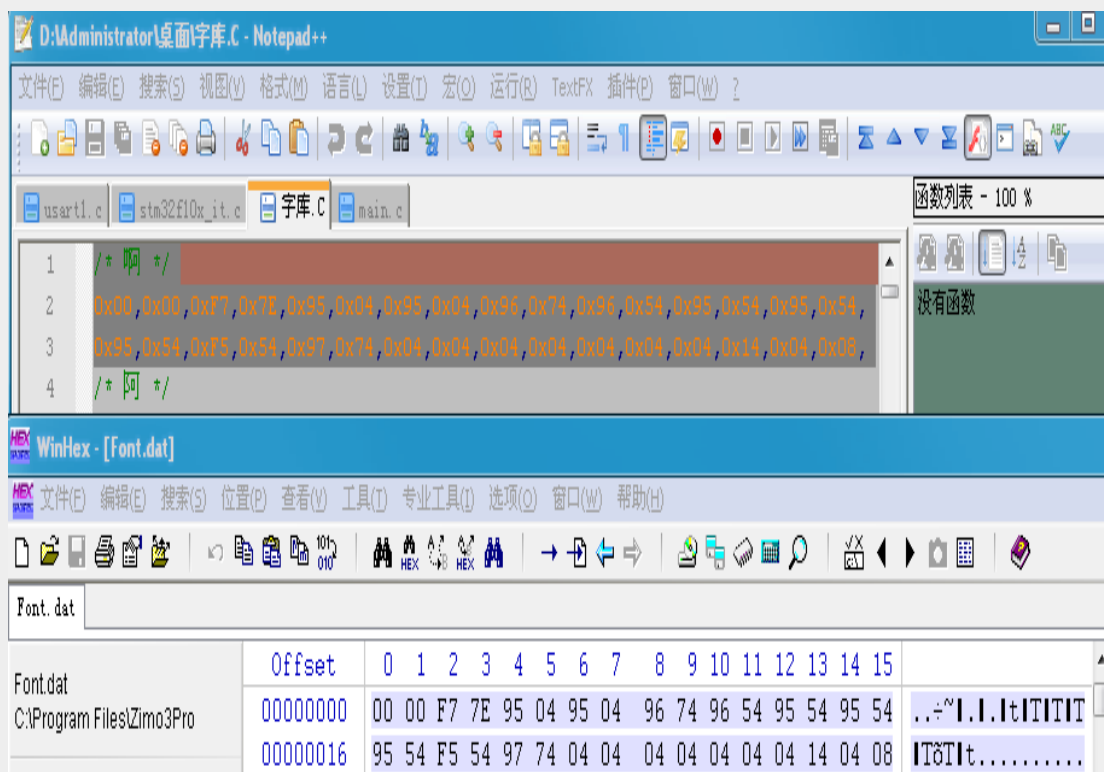 D:\Administrator\桌面\字库.C - Notepad++
文件(F) 编辑(E) 搜索(S) 视图(V) 格式(M) 语言(L) 设置(T) 宏(O) 运行(R) TextFX 插件(P) 窗口(W) ?
usart1.c stm32f10x_it.c 字库.C main.c
函数列表 - 100 %
1 /* 啊 */
2 0x00,0x00,0xF7,0x7E,0x95,0x04,0x95,0x04,0x96,0x74,0x96,0x54,0x95,0x54,0x95,0x54,
3 0x95,0x54,0xF5,0x54,0x97,0x74,0x04,0x04,0x04,0x04,0x04,0x04,0x04,0x14,0x04,0x08,
4 /* 阿 */
没有函数
WinHex - [Font.dat]
文件(F) 编辑(E) 搜索(S) 位置(P) 查看(V) 工具(T) 专业工具(I) 选项(O) 窗口(W) 帮助(H)
Font.dat
Font.dat
C:\Program Files\Zimo3Pro
Offset 0 1 2 3 4 5 6 7 8 9 10 11 12 13 14 15
00000000 00 00 F7 7E 95 04 95 04 96 74 96 54 95 54 95 54
00000016 95 54 F5 54 97 74 04 04 04 04 04 04 04 14 04 08